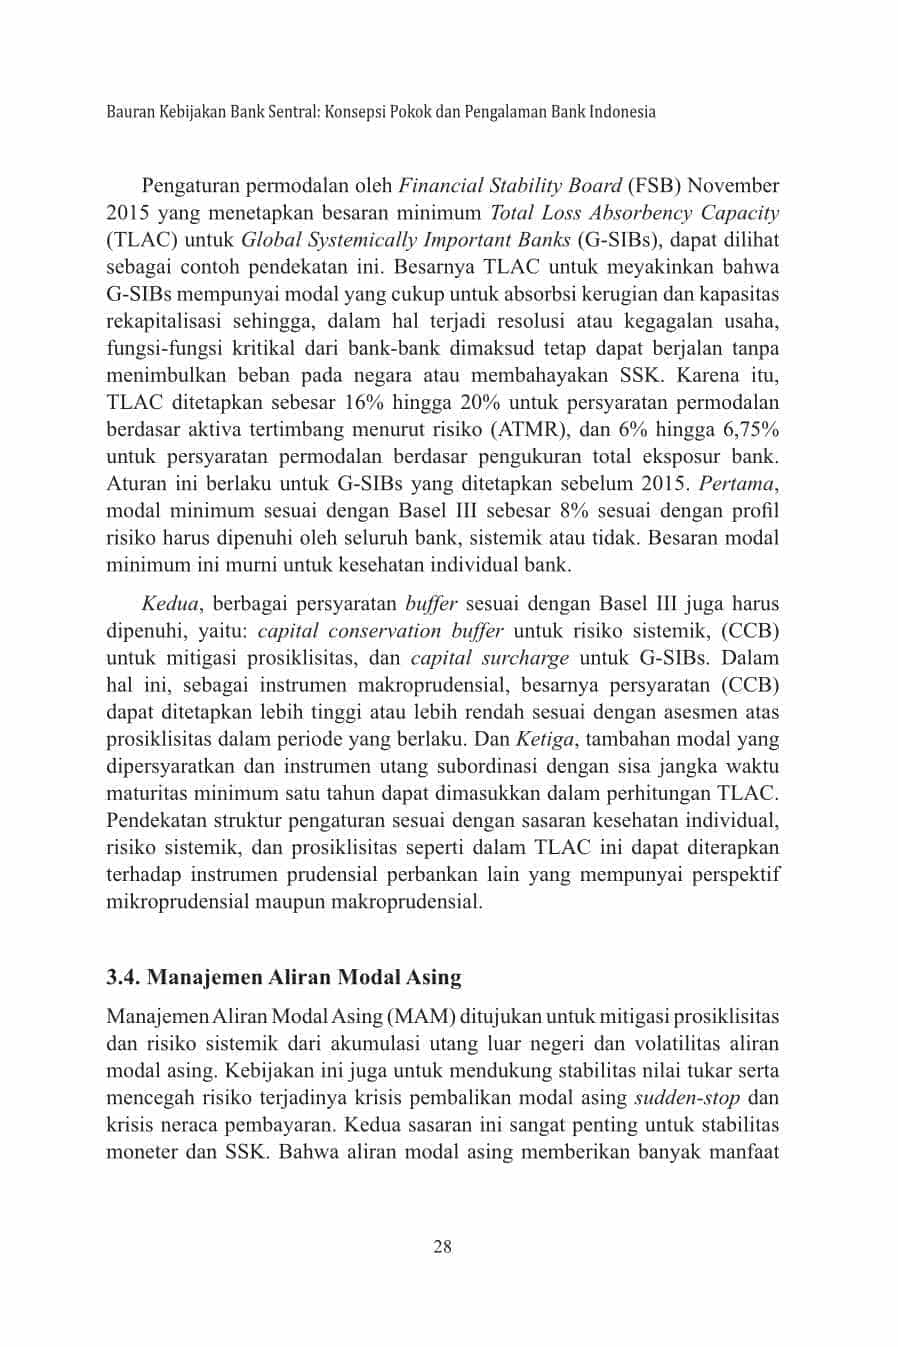 Bauran Kebijakan Bank Sentral: Konsepsi Pokok dan Pengalaman Bank Indonesia
Pengaturan permodalan oleh Financial Stability Board (FSB) November
2015 yang menetapkan besaran minimum Total Loss Absorbency Capacity
(TLAC) untuk Global Systemically Important Banks (G-SIBs), dapat dilihat
sebagai contoh pendekatan ini. Besarnya TLAC untuk meyakinkan bahwa
G-SIBs mempunyai modal yang cukup untuk absorbsi kerugian dan kapasitas
rekapitalisasi sehingga, dalam hal terjadi resolusi atau kegagalan usaha,
fungsi-fungsi kritikal dari bank-bank dimaksud tetap dapat berjalan tanpa
menimbulkan beban pada negara atau membahayakan SSK. Karena itu,
TLAC ditetapkan sebesar 16% hingga 20% untuk persyaratan permodalan
berdasar aktiva tertimbang menurut risiko (ATMR), dan 6% hingga 6,75%
untuk persyaratan permodalan berdasar pengukuran total eksposur bank.
Aturan ini berlaku untuk G-SIBs yang ditetapkan sebelum 2015. Pertama,
modal minimum sesuai dengan Basel III sebesar 8% sesuai dengan profil
risiko harus dipenuhi oleh seluruh bank, sistemik atau tidak. Besaran modal
minimum ini murni untuk kesehatan individual bank.
Kedua, berbagai persyaratan buffer sesuai dengan Basel III juga harus
dipenuhi, yaitu: capital conservation buffer untuk risiko sistemik, (CCB)
untuk mitigasi prosiklisitas, dan capital surcharge untuk G-SIBs. Dalam
hal ini, sebagai instrumen makroprudensial, besarnya persyaratan (CCB)
dapat ditetapkan lebih tinggi atau lebih rendah sesuai dengan asesmen atas
prosiklisitas dalam periode yang berlaku. Dan Ketiga, tambahan modal yang
dipersyaratkan dan instrumen utang subordinasi dengan sisa jangka waktu
maturitas minimum satu tahun dapat dimasukkan dalam perhitungan TLAC.
Pendekatan struktur pengaturan sesuai dengan sasaran kesehatan individual,
risiko sistemik, dan prosiklisitas seperti dalam TLAC ini dapat diterapkan
terhadap instrumen prudensial perbankan lain yang mempunyai perspektif
mikroprudensial maupun makroprudensial.
3.4. Manajemen Aliran Modal Asing
Manajemen Aliran Modal Asing (MAM) ditujukan untuk mitigasi prosiklisitas
dan risiko sistemik dari akumulasi utang luar negeri dan volatilitas aliran
modal asing. Kebijakan ini juga untuk mendukung stabilitas nilai tukar serta
mencegah risiko terjadinya krisis pembalikan modal asing sudden-stop dan
krisis neraca pembayaran. Kedua sasaran ini sangat penting untuk stabilitas
moneter dan SSK. Bahwa aliran modal asing memberikan banyak manfaat
28